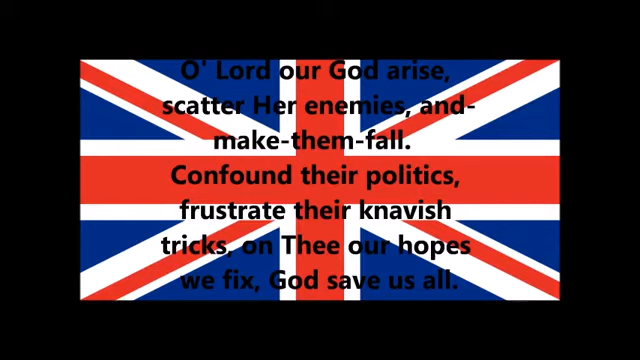 O' Lord our God arise,
scatter Her enemies, and-
make-them-fall.
Confound their politics,
frustrate their knavish
tricks, on Thee our hopes
we fix, God save us all.